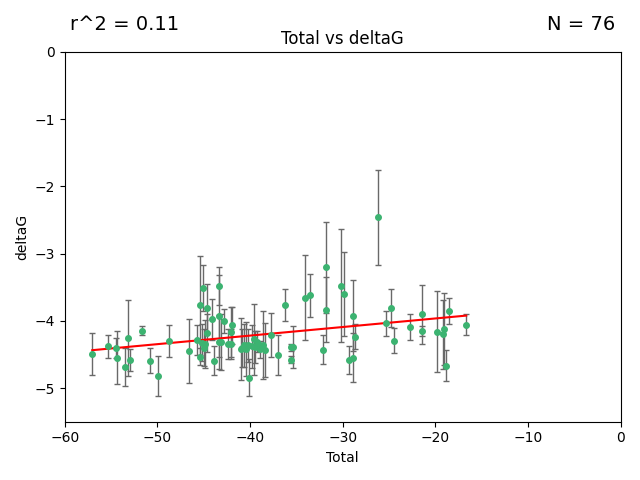 r^2 = 0.11
N = 76
Total vs deltaG
0
−1
−2
−3
−4
−5
deltaG
−60 −50 −40 −30 −20 −10 0
Total